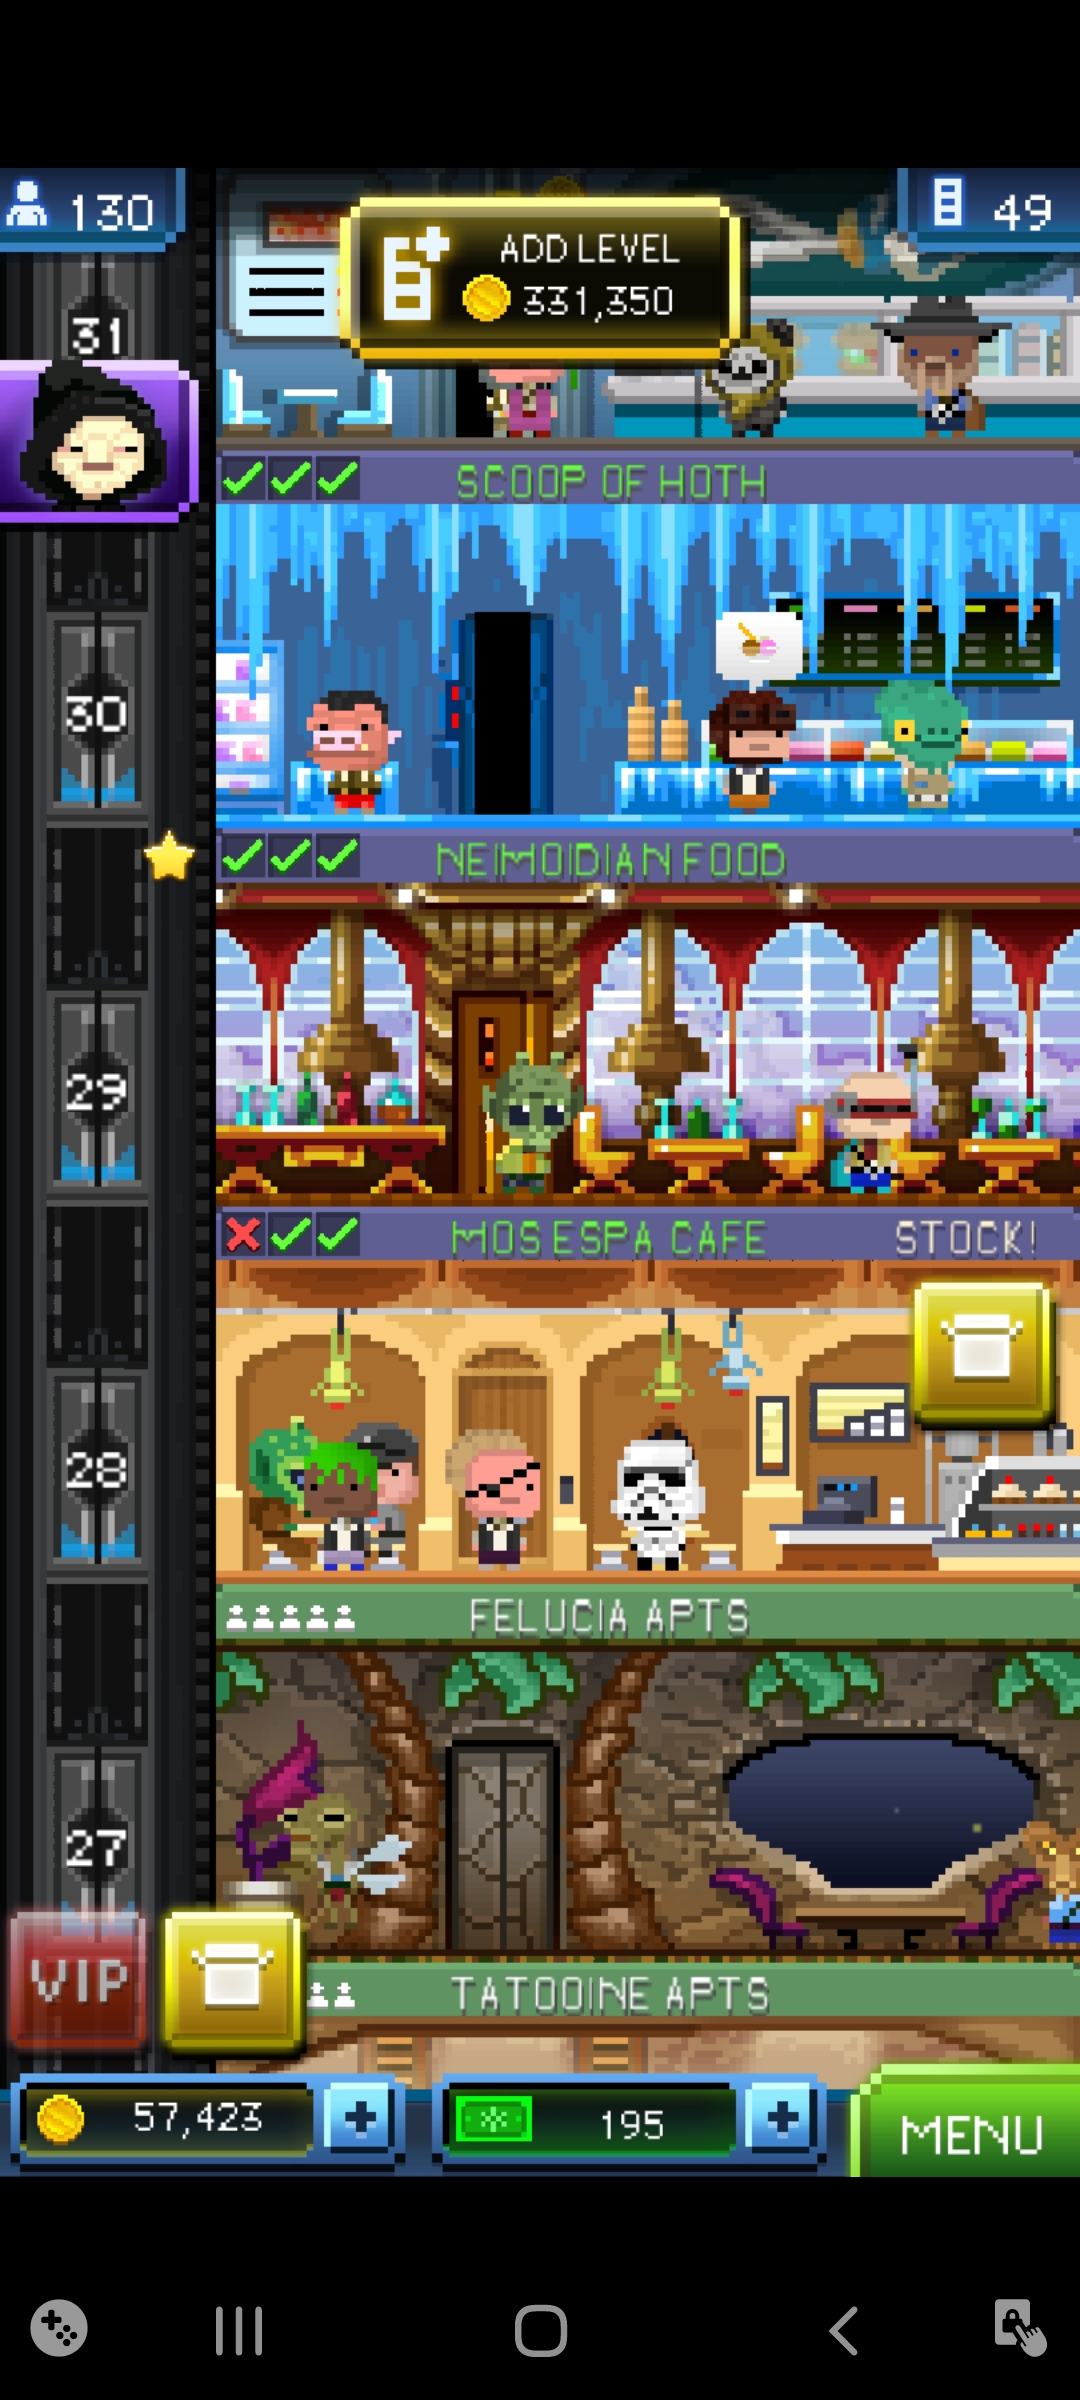 130
ADD LEVEL
331,350
49
31
SCOOP OF HOTH
30
NEIMOIDIAN FOOD
29
MOS ESPA CAFE
STOCK!
28
FELUCIA APTS
27
VIP
TATOOINE APTS
57,423
195
MENU